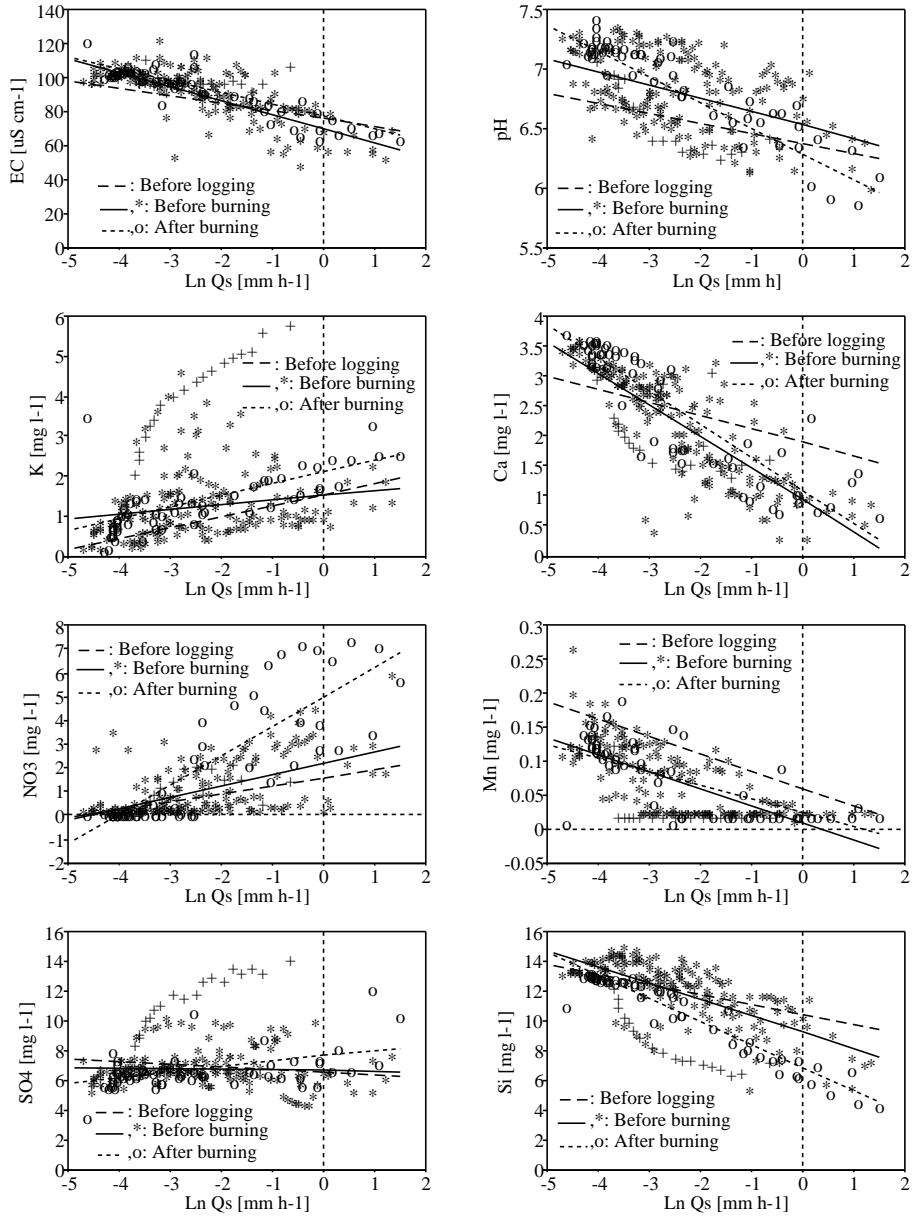 EC [uS cm-1]
140
120
100
80
60
40
20
0
-5 -4 -3 -2 -1 0 1 2
Ln Qs [mm h-1]
: Before logging
,*: Before burning
,o: After burning
pH
7.5
7
6.5
6
5.5
-5 -4 -3 -2 -1 0 1 2
Ln Qs [mm h]
: Before logging
,*: Before burning
,o: After burning
K [mg l-1]
6
5
4
3
2
1
0
-5 -4 -3 -2 -1 0 1 2
Ln Qs [mm h-1]
: Before logging
,*: Before burning
,o: After burning
Ca [mg l-1]
4
3.5
3
2.5
2
1.5
1
0.5
0
-5 -4 -3 -2 -1 0 1 2
Ln Qs [mm h-1]
: Before logging
,*: Before burning
,o: After burning
NO3 [mg l-1]
8
7
6
5
4
3
2
1
0
-1
-2
-5 -4 -3 -2 -1 0 1 2
Ln Qs [mm h-1]
: Before logging
,*: Before burning
,o: After burning
Mn [mg l-1]
0.3
0.25
0.2
0.15
0.1
0.05
0
-0.05
-5 -4 -3 -2 -1 0 1 2
Ln Qs [mm h-1]
: Before logging
,*: Before burning
,o: After burning
SO4 [mg l-1]
16
14
12
10
8
6
4
2
0
-5 -4 -3 -2 -1 0 1 2
Ln Qs [mm h-1]
: Before logging
,*: Before burning
,o: After burning
Si [mg l-1]
16
14
12
10
8
6
4
2
0
-5 -4 -3 -2 -1 0 1 2
Ln Qs [mm h-1]
: Before logging
,*: Before burning
,o: After burning